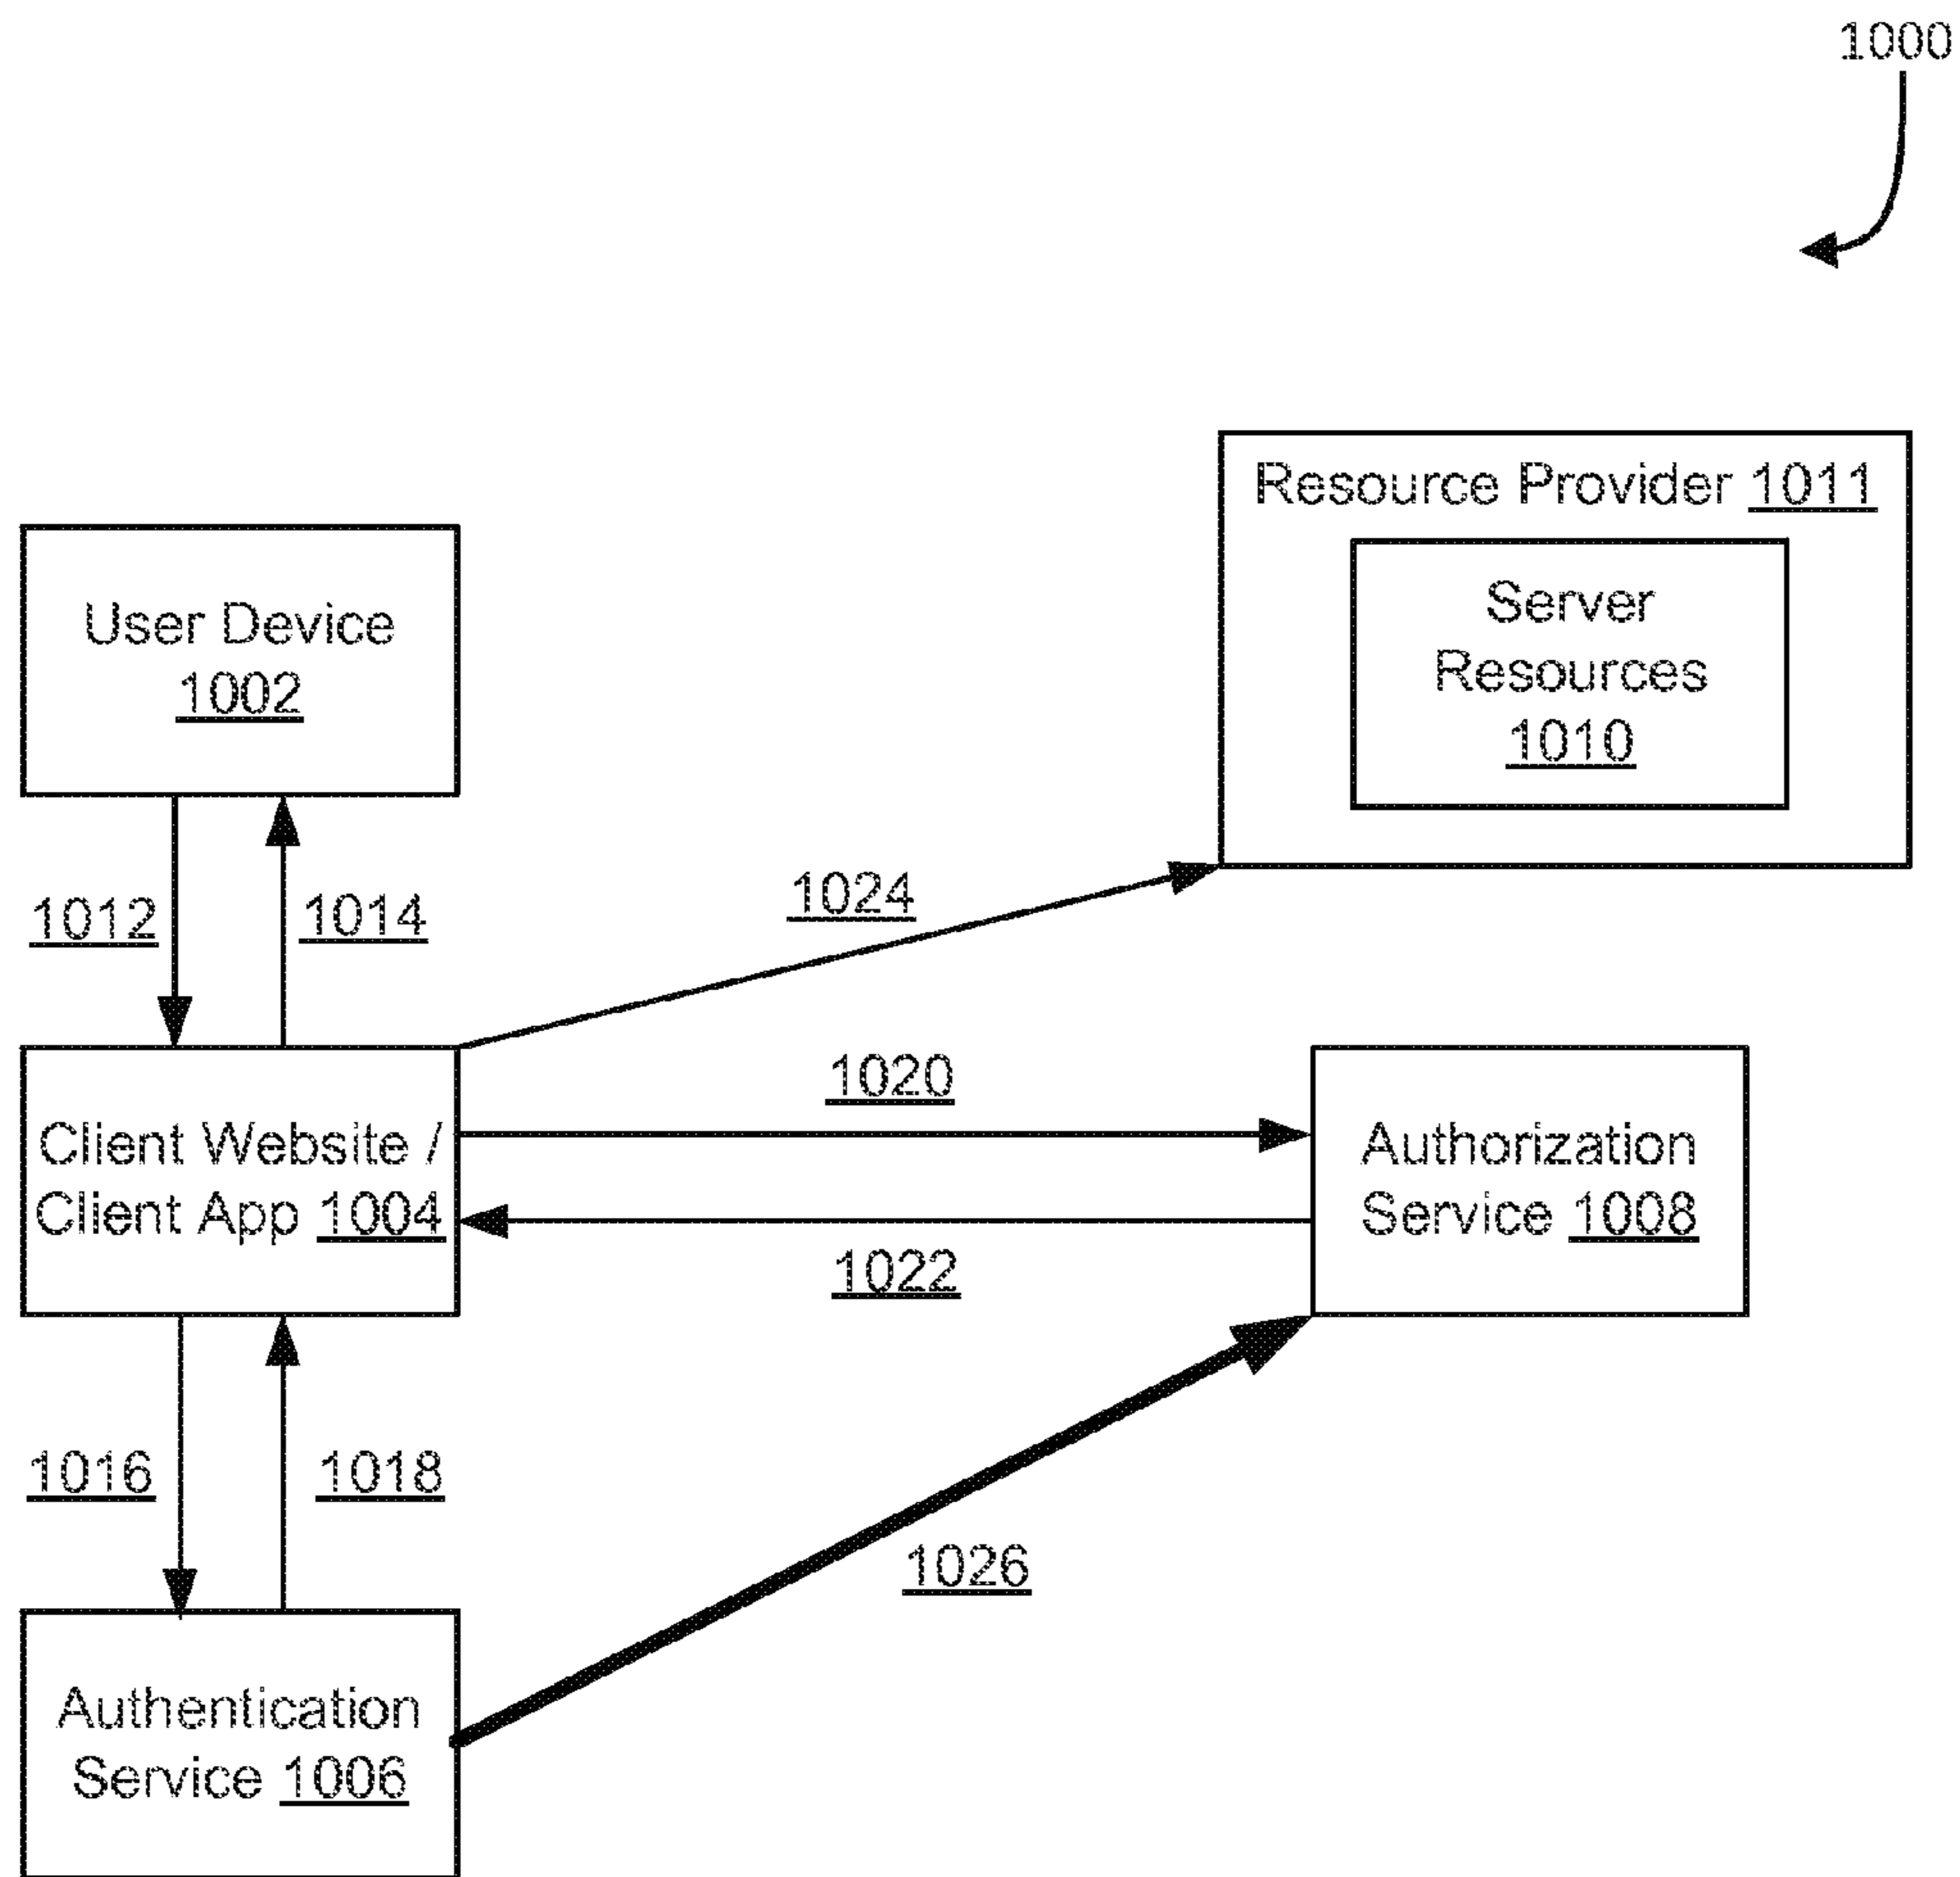 1000
Resource Provider 1011
Server
Resources
1010
User Device
1002
1012
1014
1024
Client Website /
Client App 1004
1020
1022
Authorization
Service 1008
1016
1018
1026
Authentication
Service 1006